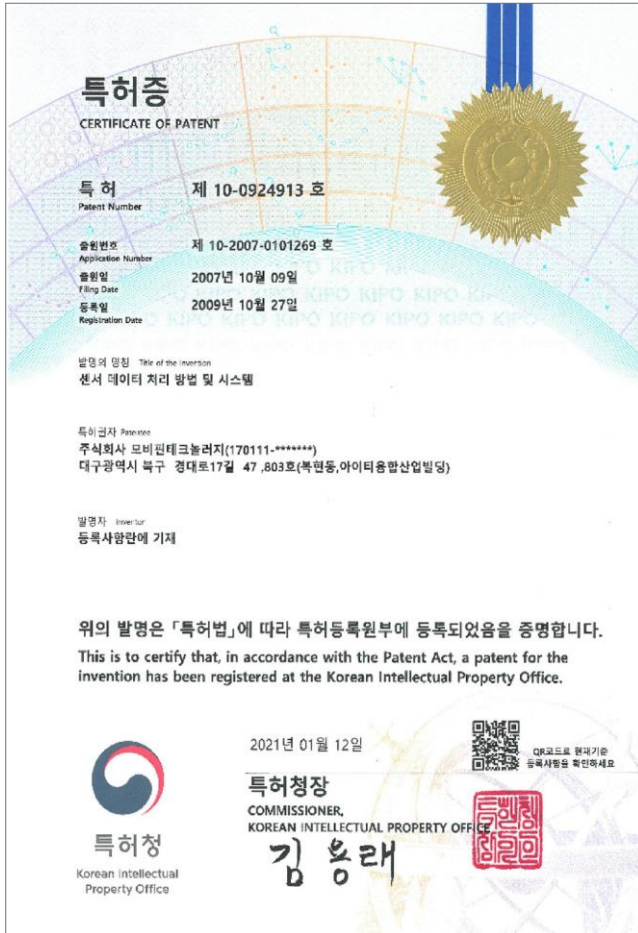 특허증
CERTIFICATE OF PATENT
특 허 제 10-0924913 호
Patent Number
출원번호 제 10-2007-0101269 호
Application Number
출원일 2007년 10월 09일
Filing Date
등록일 2009년 10월 27일
Registration Date
KIPO KIPO KIPO KIPO KIPO KIPO
발명의 명칭 Title of the Invention
센서 데이터 처리 방법 및 시스템
특허권자 Patentee
주식회사 모비핀테크놀러지(170111-*******)
대구광역시 북구 경대로17길 47 ,803호(복현동,아이티융합산업빌딩)
발명자 Inventor
등록사항란에 기재
위의 발명은 「특허법」에 따라 특허등록원부에 등록되었음을 증명합니다.
This is to certify that, in accordance with the Patent Act, a patent for the
invention has been registered at the Korean Intellectual Property Office.
2021년 01월 12일
QR코드로 현재기준
등록사항을 확인하세요
특허청장
COMMISSIONER,
KOREAN INTELLECTUAL PROPERTY OFFICE
김용래
특허청
Korean Intellectual
Property Office